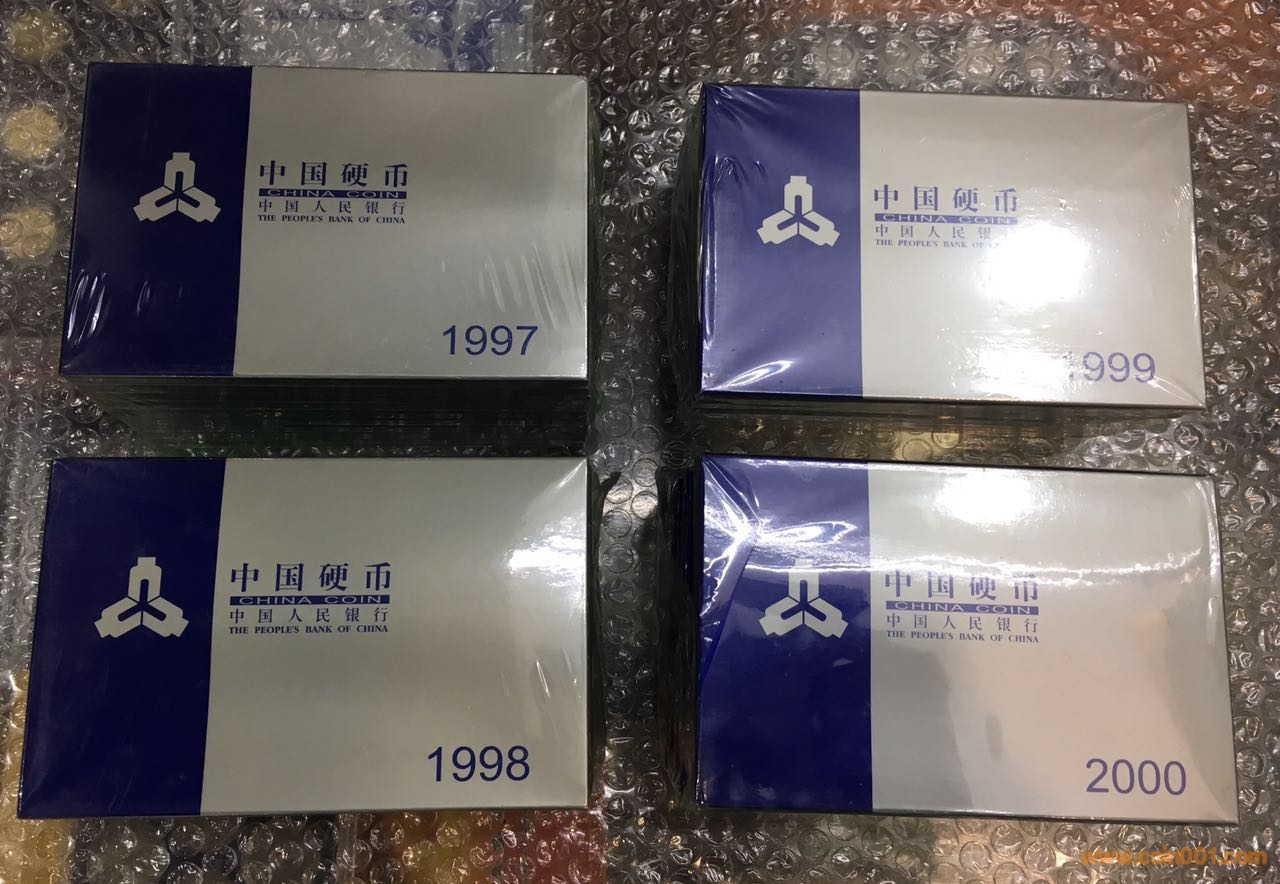 中国硬币
CHINA COIN
中国人民银行
THE PEOPLE'S BANK OF CHINA
1997
中国硬币
CHINA COIN
中国人民银
THE PEOPLE'S BANK OF
1999
中国硬币
CHINA COIN
中国人民银行
THE PEOPLE'S BANK OF CHINA
1998
中国硬币
CHINA COIN
中国人民银行
THE PEOPLE'S BANK OF CHINA
2000
www.coin001.com